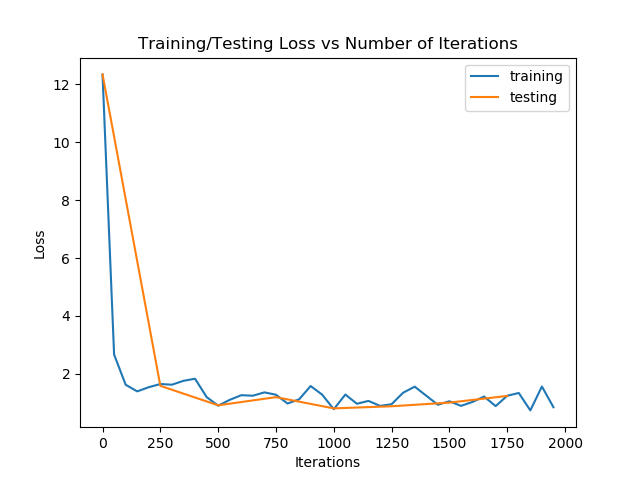 Training/Testing Loss vs Number of Iterations
training
testing
12
10
8
6
4
2
Loss
0 250 500 750 1000 1250 1500 1750 2000
Iterations